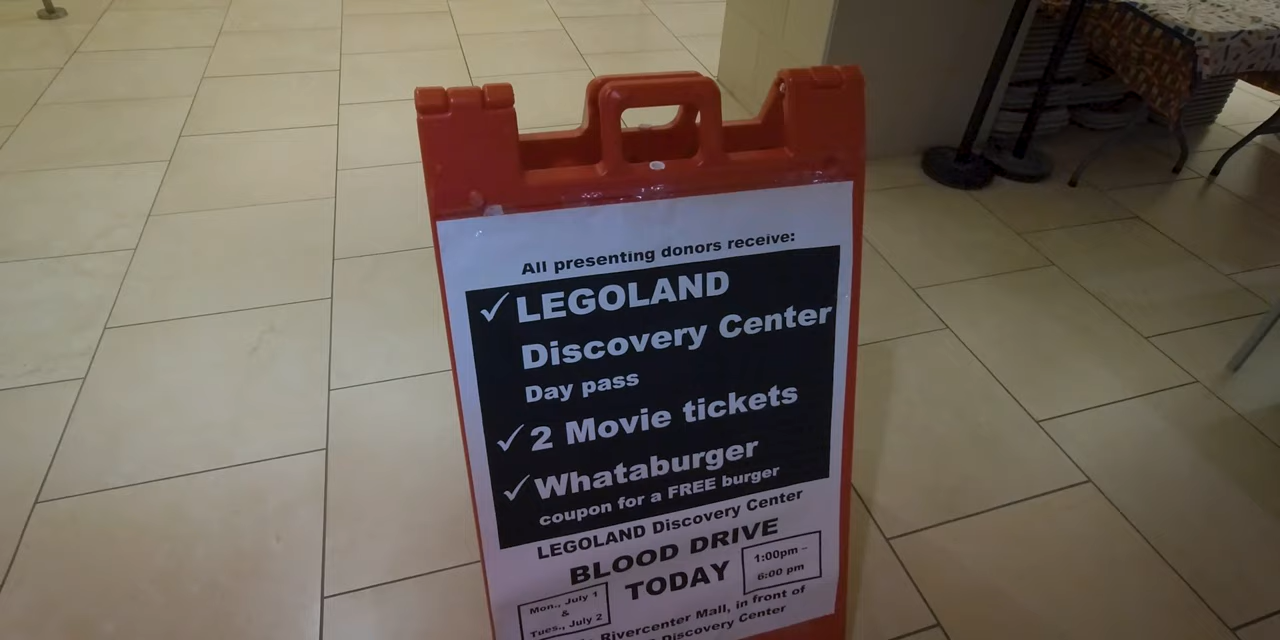 All presenting donors receive:
✓ LEGOLAND
Discovery Center
Day pass
✓ 2 Movie tickets
✓ Whataburger
coupon for a FREE burger
LEGOLAND Discovery Center
BLOOD DRIVE
TODAY
1:00pm –
6:00 pm
Mon., July 1
&
Tues., July 2
Rivercenter Mall, in front of
Discovery Center